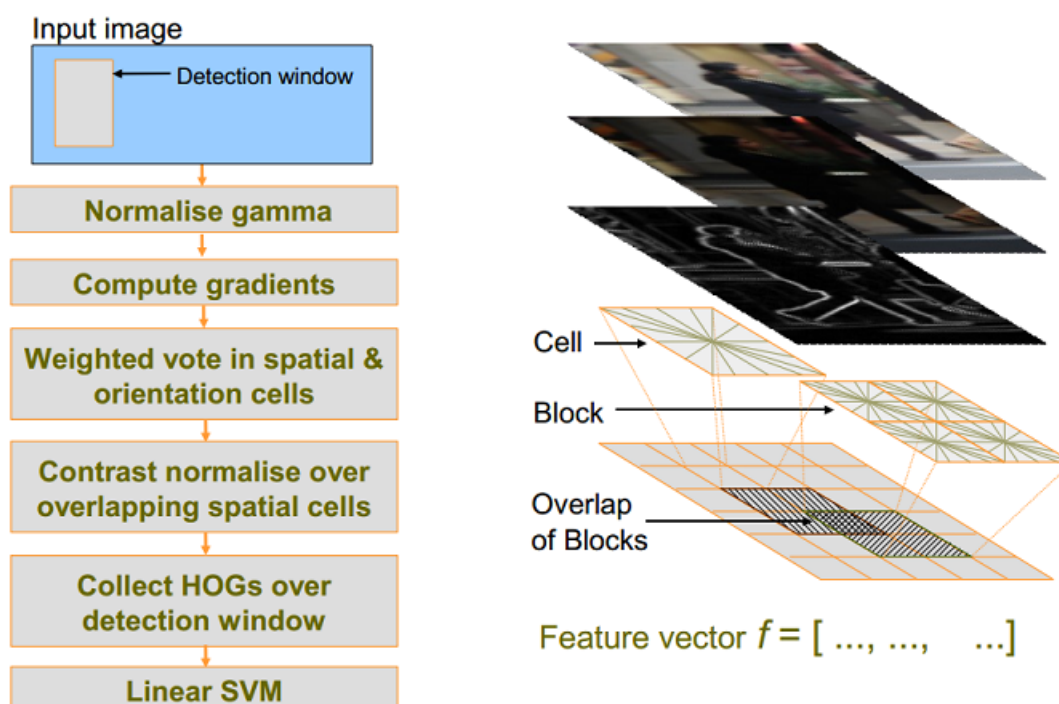 Input image
Detection window
Normalise gamma
Compute gradients
Weighted vote in spatial &
orientation cells
Contrast normalise over
overlapping spatial cells
Collect HOGs over
detection window
Linear SVM
Cell
Block
Overlap
of Blocks
Feature vector f = [ ..., ..., ...]